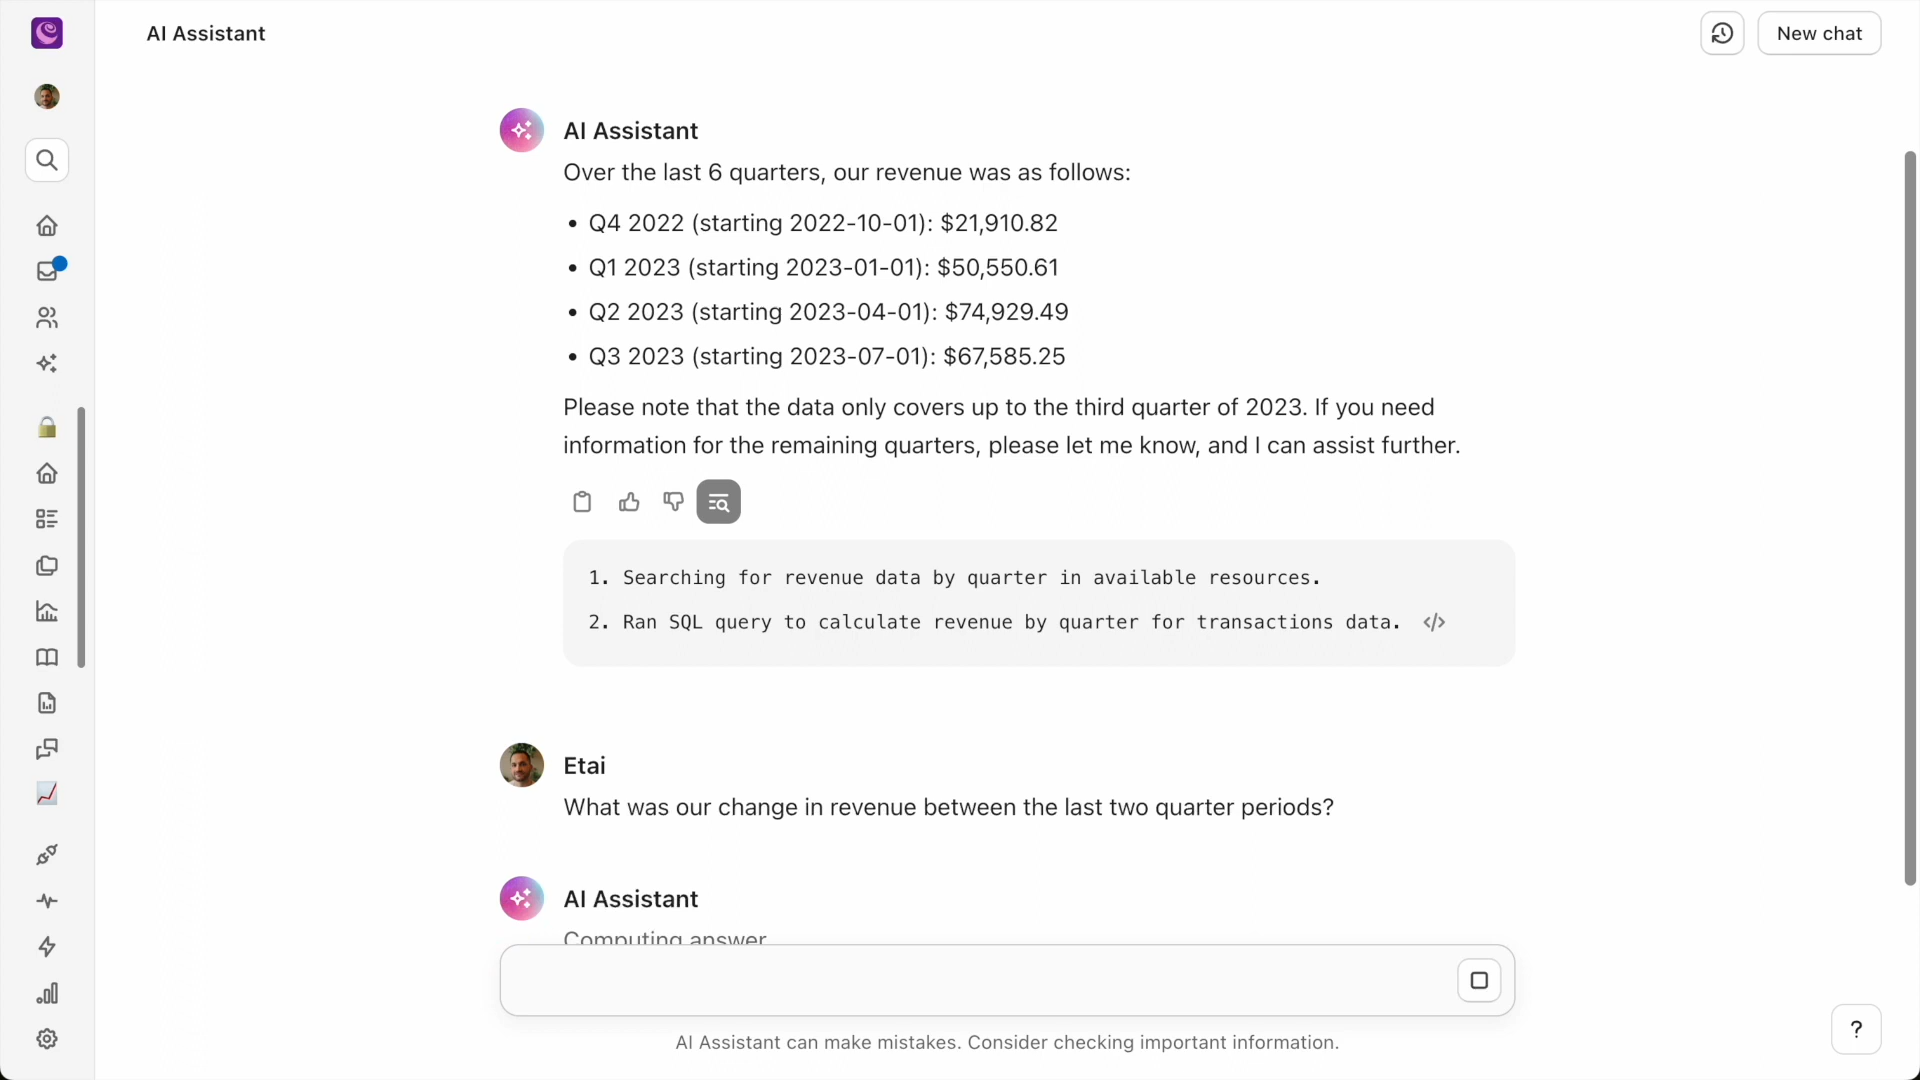 AI Assistant
New chat
AI Assistant
Over the last 6 quarters, our revenue was as follows:
• Q4 2022 (starting 2022-10-01): $21,910.82
• Q1 2023 (starting 2023-01-01): $50,550.61
• Q2 2023 (starting 2023-04-01): $74,929.49
• Q3 2023 (starting 2023-07-01): $67,585.25
Please note that the data only covers up to the third quarter of 2023. If you need
information for the remaining quarters, please let me know, and I can assist further.
1. Searching for revenue data by quarter in available resources.
2. Ran SQL query to calculate revenue by quarter for transactions data. </>
Etai
What was our change in revenue between the last two quarter periods?
AI Assistant
Computing answer
AI Assistant can make mistakes. Consider checking important information.
?